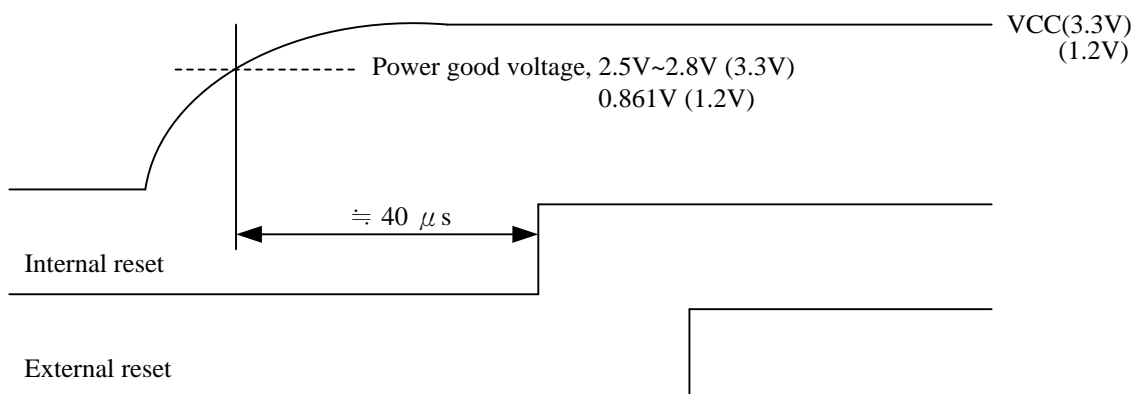 VCC(3.3V)
(1.2V)
Power good voltage, 2.5V~2.8V (3.3V)
0.861V (1.2V)
≒ 40 μs
Internal reset
External reset